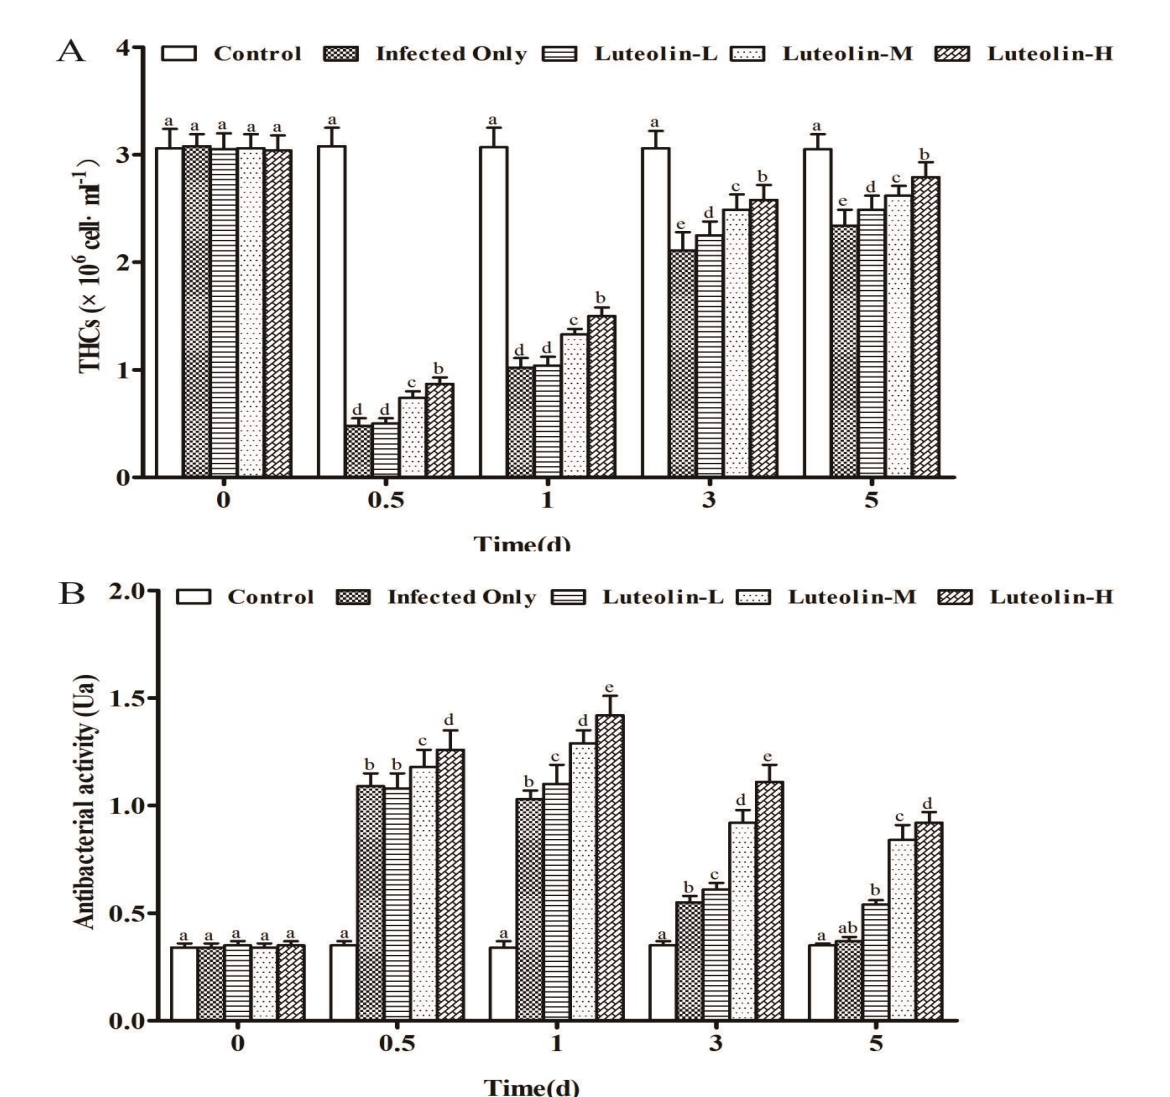 A
4
Control Infected Only Luteolin-L Luteolin-M Luteolin-H
THCs (× 10⁶ cell· ml⁻¹)
a a a a a a a a a
3
e d c b e d c b
2
d d c b
1
d d c b
0
0 0.5 1 3 5
Time(d)
B
2.0
Control Infected Only Luteolin-L Luteolin-M Luteolin-H
Antibacterial activity (Ua)
1.5
b b c d b c d e
1.0
b c d e
0.5
a a a a a a a a a ab b c d
0.0
0 0.5 1 3 5
Time(d)